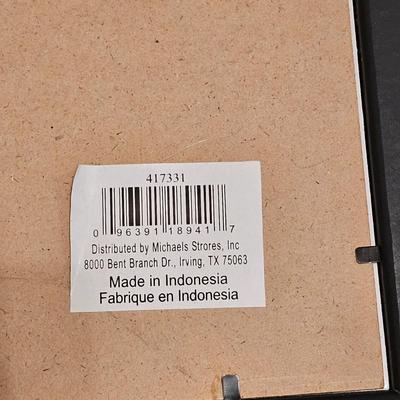 417331
0 96391 18941 7
Distributed by Michaels Strores, Inc
8000 Bent Branch Dr., Irving, TX 75063
Made in Indonesia
Fabrique en Indonesia